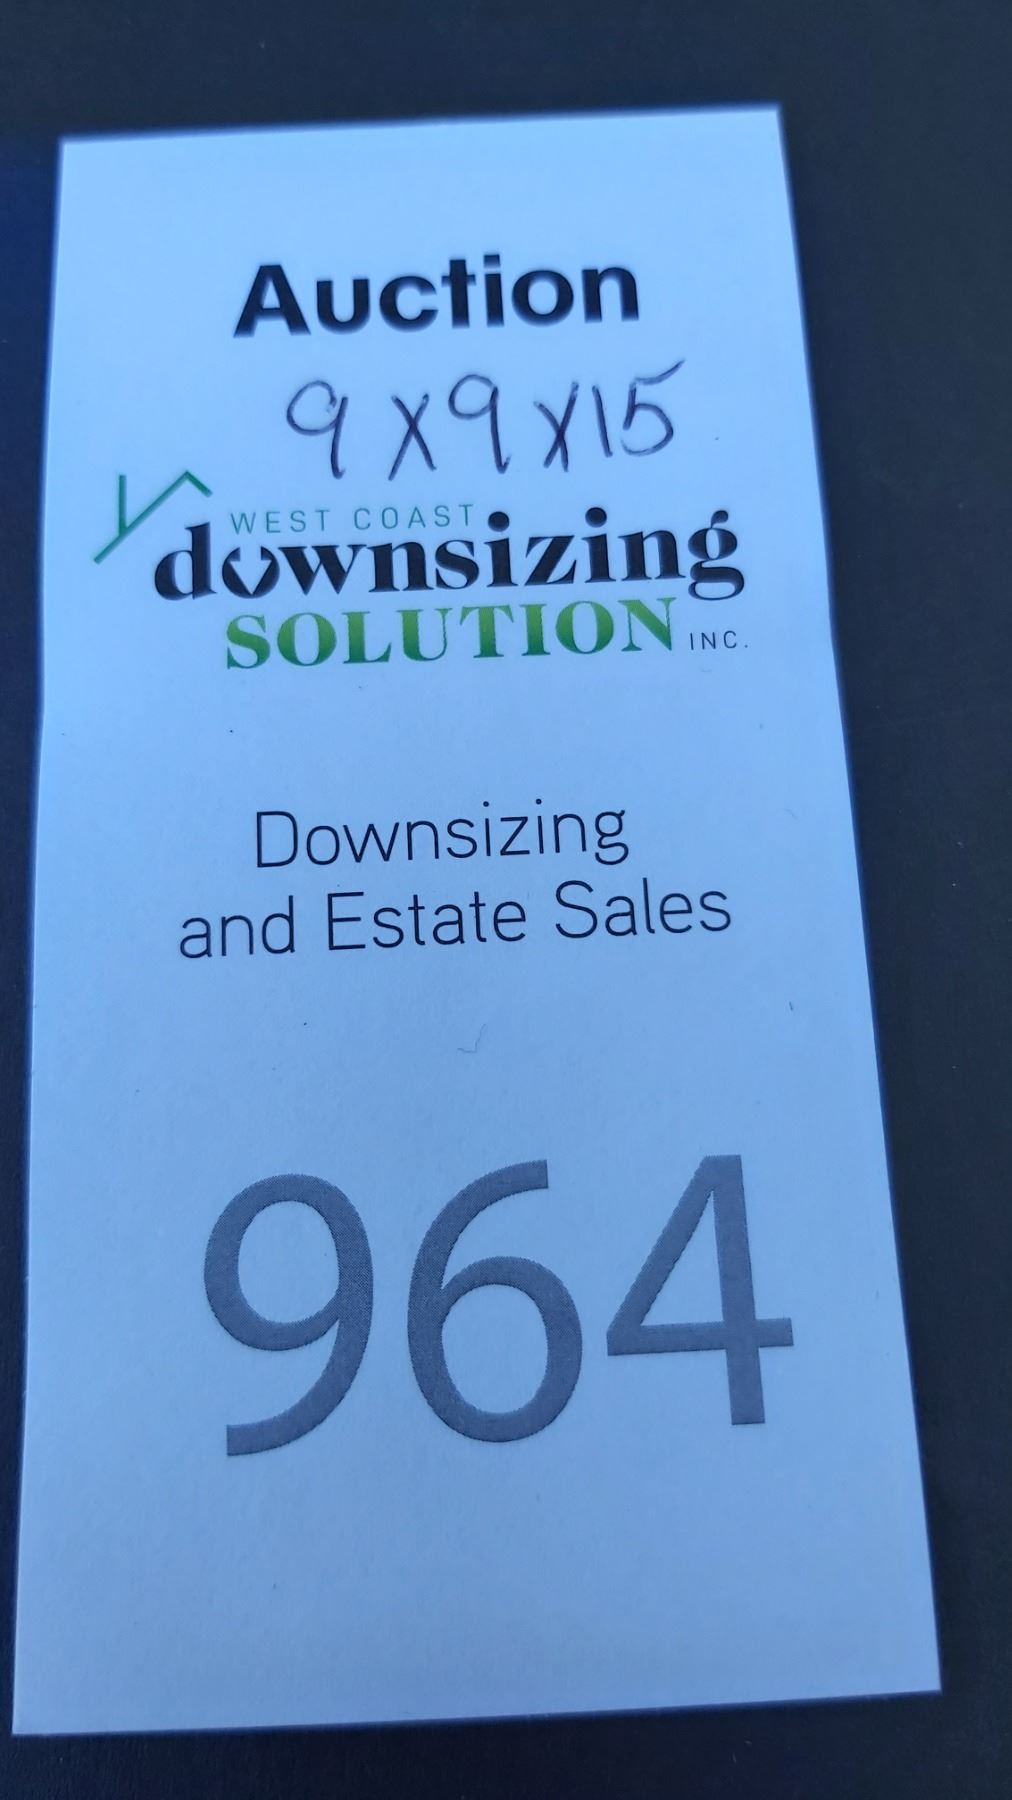 Auction
9 X 9 X 15
WEST COAST
downsizing
SOLUTION INC.
Downsizing
and Estate Sales
964